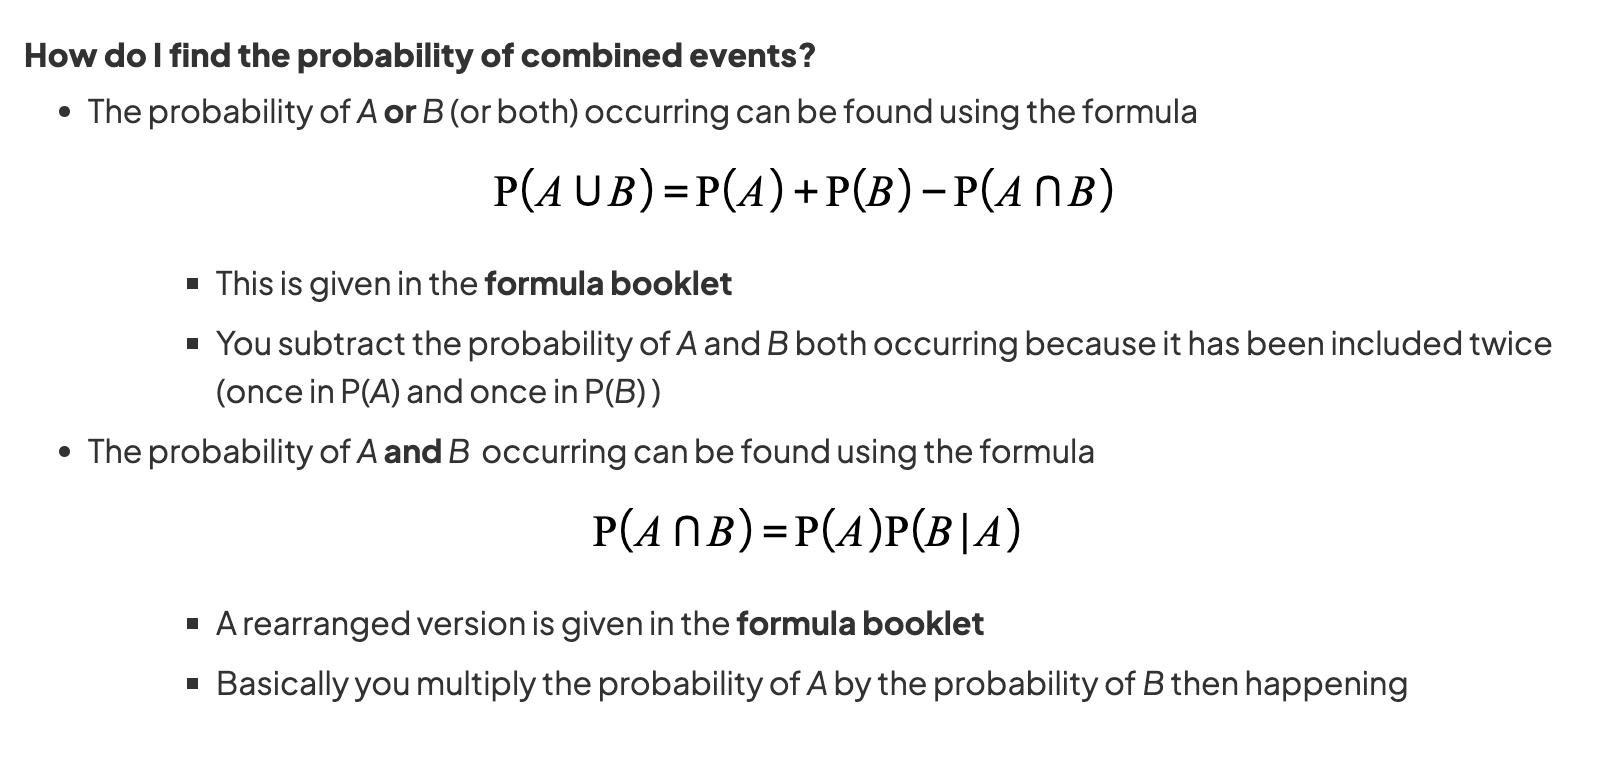 How do I find the probability of combined events?
• The probability of A or B (or both) occurring can be found using the formula
P(A ∪ B) = P(A) + P(B) − P(A ∩ B)
▪ This is given in the formula booklet
▪ You subtract the probability of A and B both occurring because it has been included twice
(once in P(A) and once in P(B) )
• The probability of A and B occurring can be found using the formula
P(A ∩ B) = P(A)P(B|A)
▪ A rearranged version is given in the formula booklet
▪ Basically you multiply the probability of A by the probability of B then happening